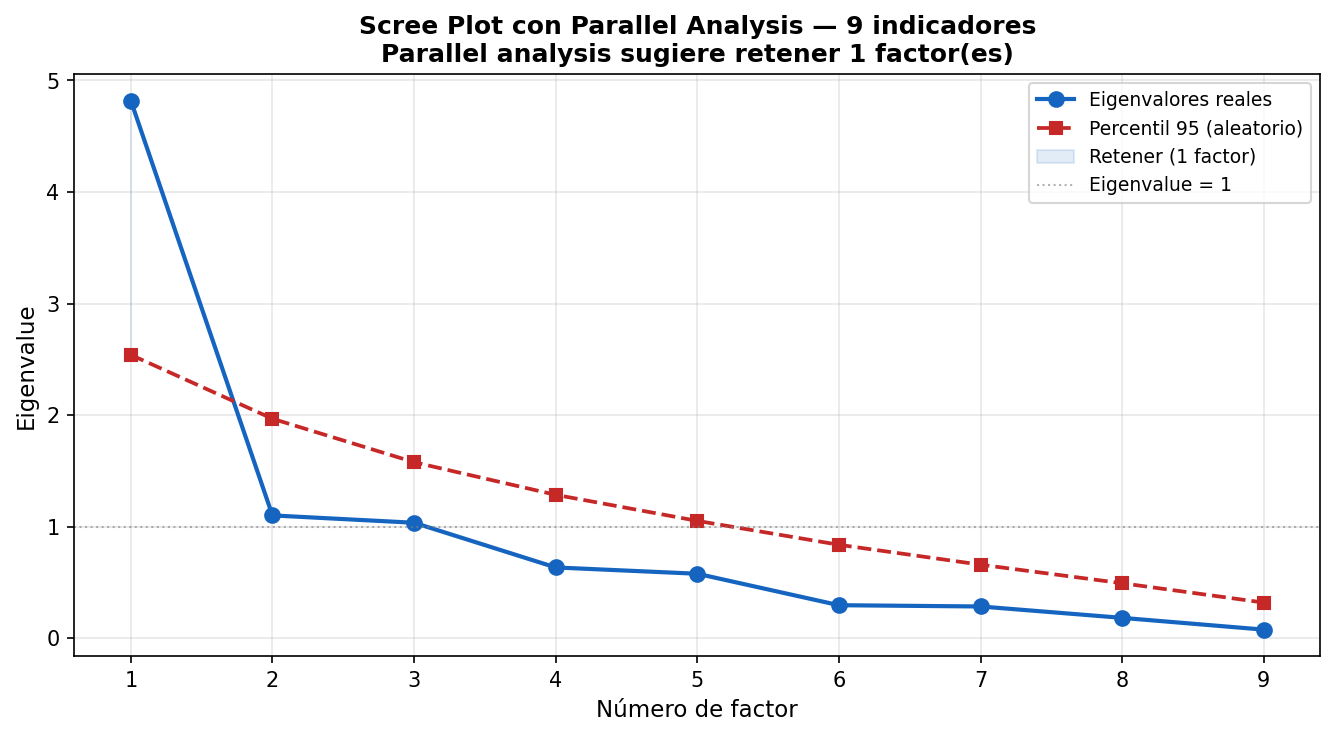 Scree Plot con Parallel Analysis — 9 indicadores
Parallel analysis sugiere retener 1 factor(es)
Eigenvalores reales
Percentil 95 (aleatorio)
Retener (1 factor)
Eigenvalue = 1
Eigenvalue
5
4
3
2
1
0
1 2 3 4 5 6 7 8 9
Número de factor